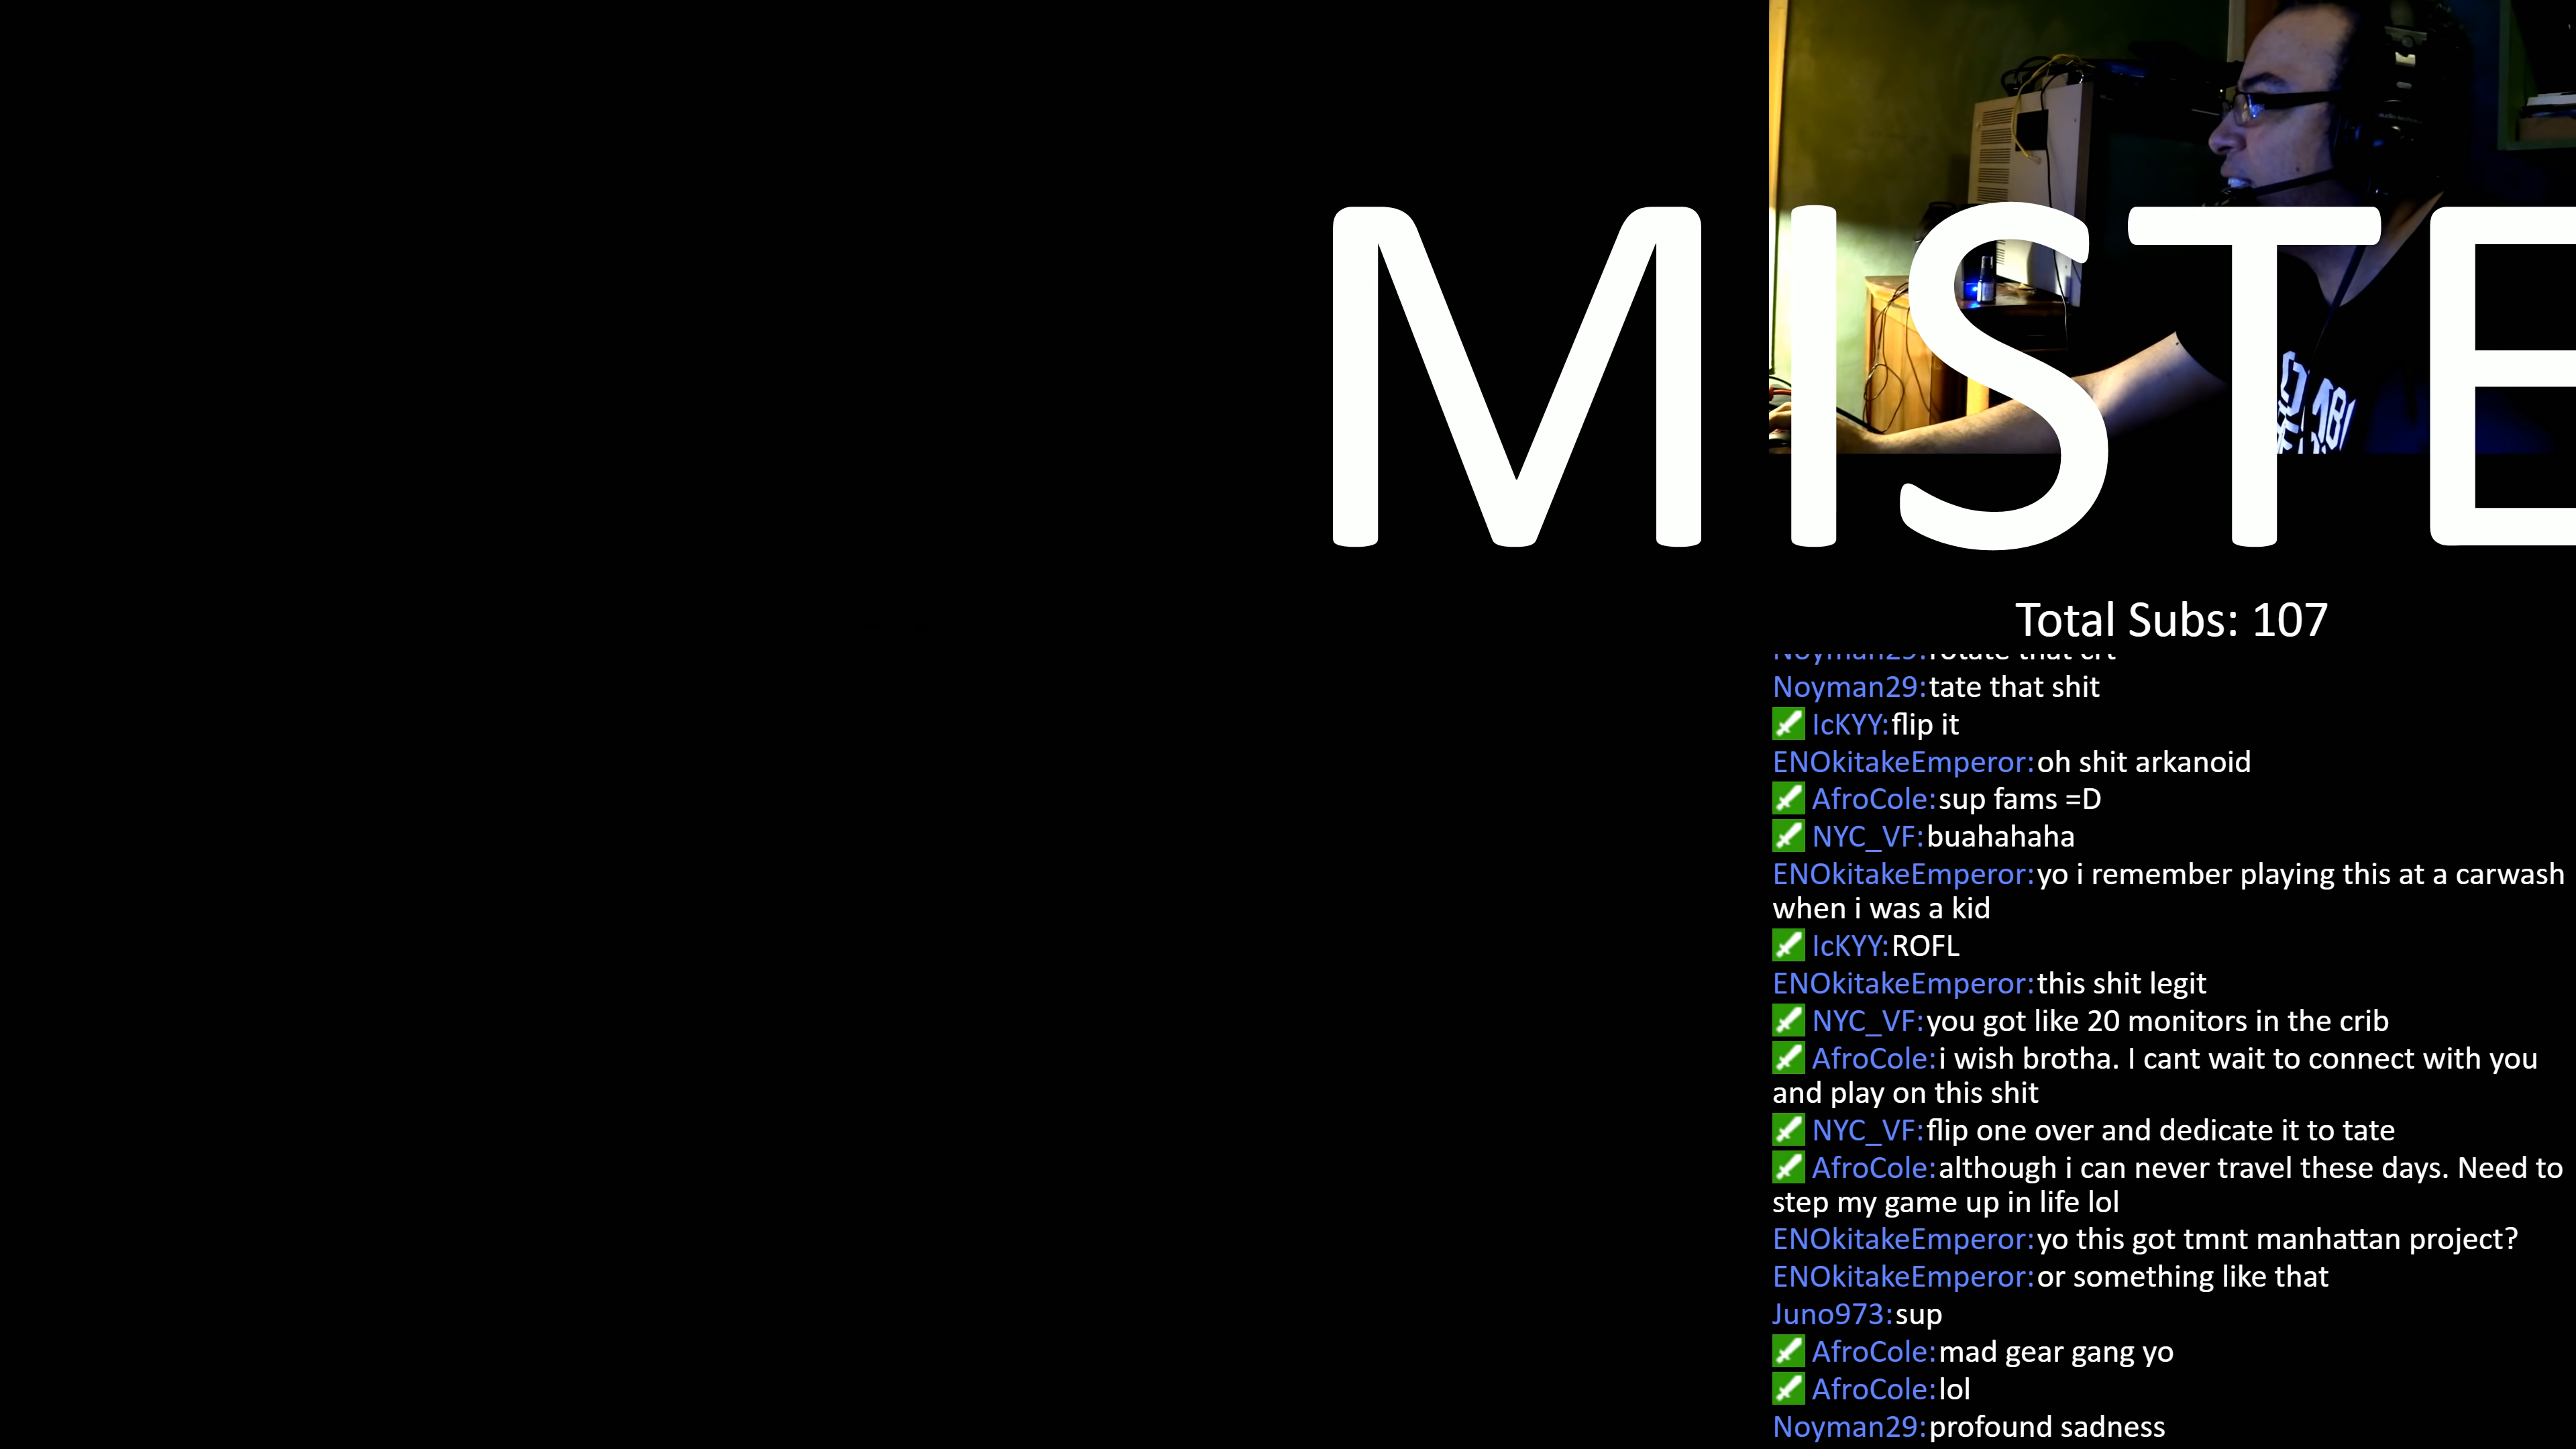 MISTE
Total Subs: 107
Noyman29:rotate that crt
Noyman29:tate that shit
IcKYY:flip it
ENOkitakeEmperor:oh shit arkanoid
AfroCole:sup fams =D
NYC_VF:buahahaha
ENOkitakeEmperor:yo i remember playing this at a carwash
when i was a kid
IcKYY:ROFL
ENOkitakeEmperor:this shit legit
NYC_VF:you got like 20 monitors in the crib
AfroCole:i wish brotha. I cant wait to connect with you
and play on this shit
NYC_VF:flip one over and dedicate it to tate
AfroCole:although i can never travel these days. Need to
step my game up in life lol
ENOkitakeEmperor:yo this got tmnt manhattan project?
ENOkitakeEmperor:or something like that
Juno973:sup
AfroCole:mad gear gang yo
AfroCole:lol
Noyman29:profound sadness